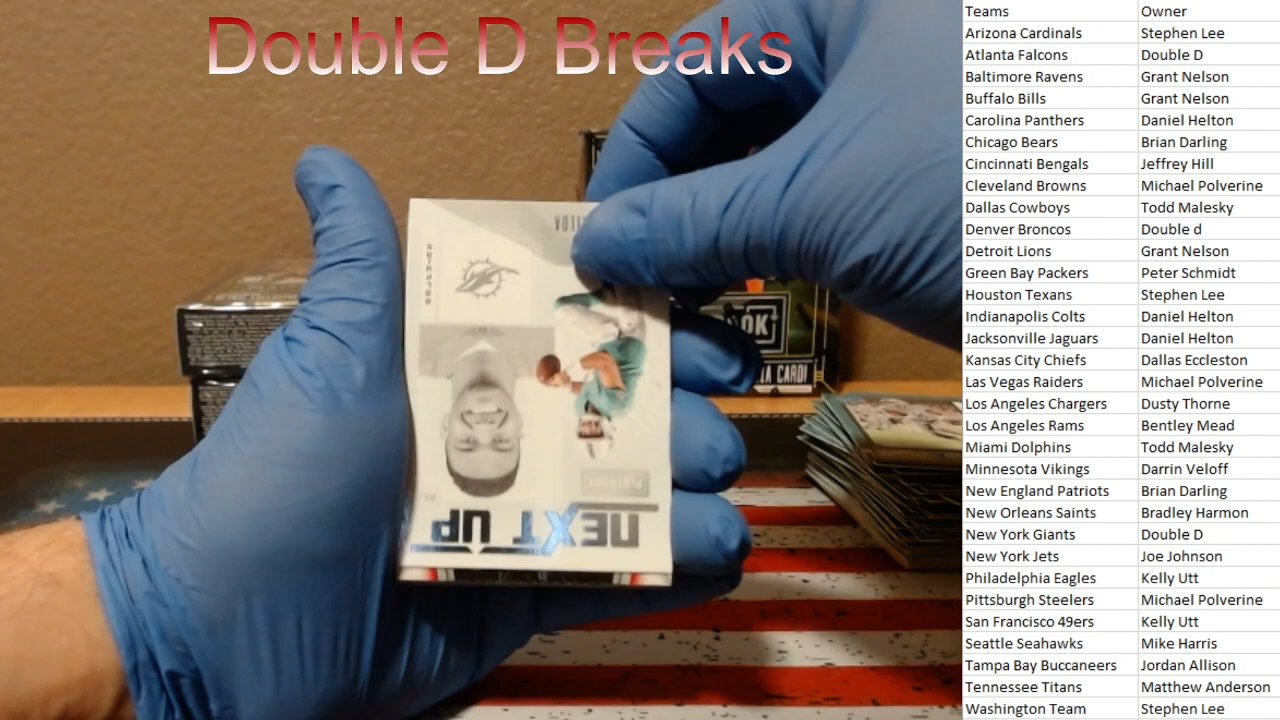 Double D Breaks
NEXT UP
DOLPHINS
OK
Teams Owner
Arizona Cardinals Stephen Lee
Atlanta Falcons Double D
Baltimore Ravens Grant Nelson
Buffalo Bills Grant Nelson
Carolina Panthers Daniel Helton
Chicago Bears Brian Darling
Cincinnati Bengals Jeffrey Hill
Cleveland Browns Michael Polverine
Dallas Cowboys Todd Malesky
Denver Broncos Double d
Detroit Lions Grant Nelson
Green Bay Packers Peter Schmidt
Houston Texans Stephen Lee
Indianapolis Colts Daniel Helton
Jacksonville Jaguars Daniel Helton
Kansas City Chiefs Dallas Eccleston
Las Vegas Raiders Michael Polverine
Los Angeles Chargers Dusty Thorne
Los Angeles Rams Bentley Mead
Miami Dolphins Todd Malesky
Minnesota Vikings Darrin Veloff
New England Patriots Brian Darling
New Orleans Saints Bradley Harmon
New York Giants Double D
New York Jets Joe Johnson
Philadelphia Eagles Kelly Utt
Pittsburgh Steelers Michael Polverine
San Francisco 49ers Kelly Utt
Seattle Seahawks Mike Harris
Tampa Bay Buccaneers Jordan Allison
Tennessee Titans Matthew Anderson
Washington Team Stephen Lee